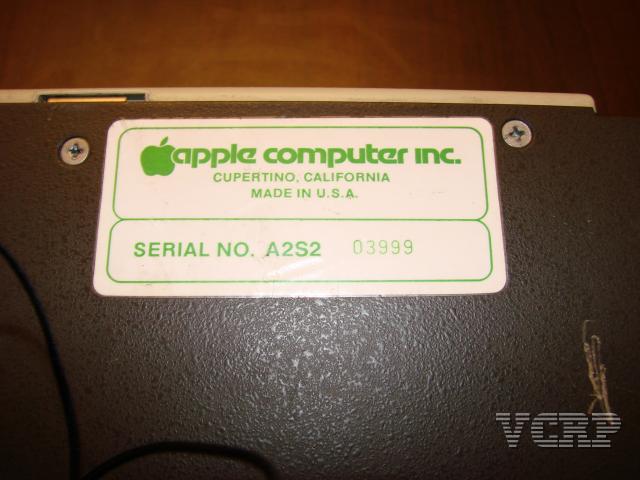 apple computer inc.
CUPERTINO, CALIFORNIA
MADE IN U.S.A.
SERIAL NO. A2S2 03999
VCRP